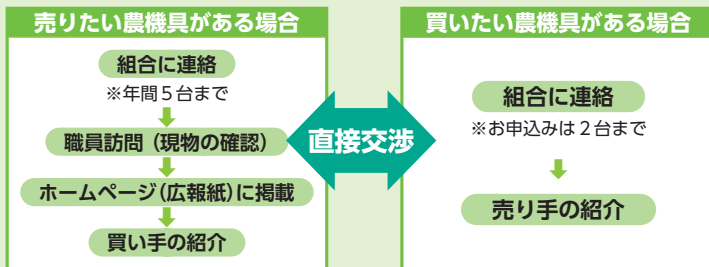 売りたい農機具がある場合
組合に連絡
※年間5台まで
職員訪問（現物の確認）
ホームページ（広報紙）に掲載
買い手の紹介
直接交渉
買いたい農機具がある場合
組合に連絡
※お申込みは2台まで
売り手の紹介